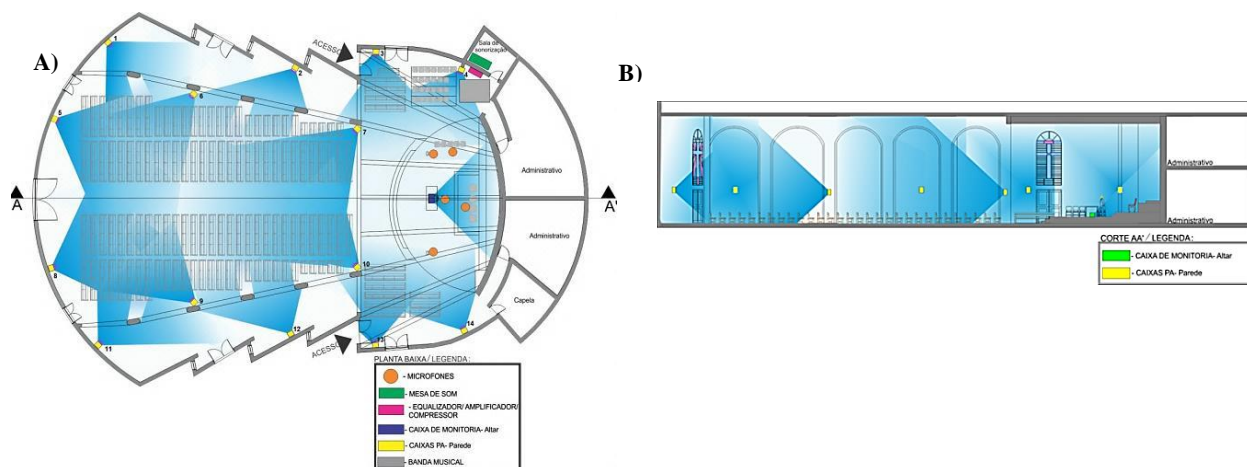 A)
1
2
ACESSO
3
Sala de
sonorização
4
5
6
7
Administrativo
A
A'
Administrativo
8
9
10
Capela
11
12
ACESSO
13
14
PLANTA BAIXA / LEGENDA :
- MICROFONES
- MESA DE SOM
- EQUALIZADOR/ AMPLIFICADOR/
COMPRESSOR
- CAIXA DE MONITORIA- Altar
- CAIXAS PA- Parede
- BANDA MUSICAL
B)
Administrativo
Administrativo
CORTE AA' / LEGENDA :
- CAIXA DE MONITORIA- Altar
- CAIXAS PA- Parede